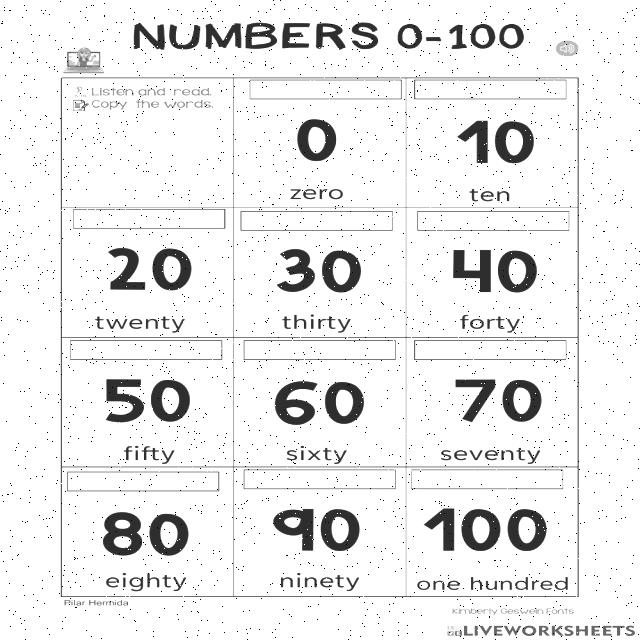 NUMBERS 0-100
Listen and read.
Copy the words.
0
zero
10
ten
20
twenty
30
thirty
40
forty
50
fifty
60
sixty
70
seventy
80
eighty
90
ninety
100
one hundred
Pilar Hermida
Kimberly Geswein Fonts
LIVEWORKSHEETS